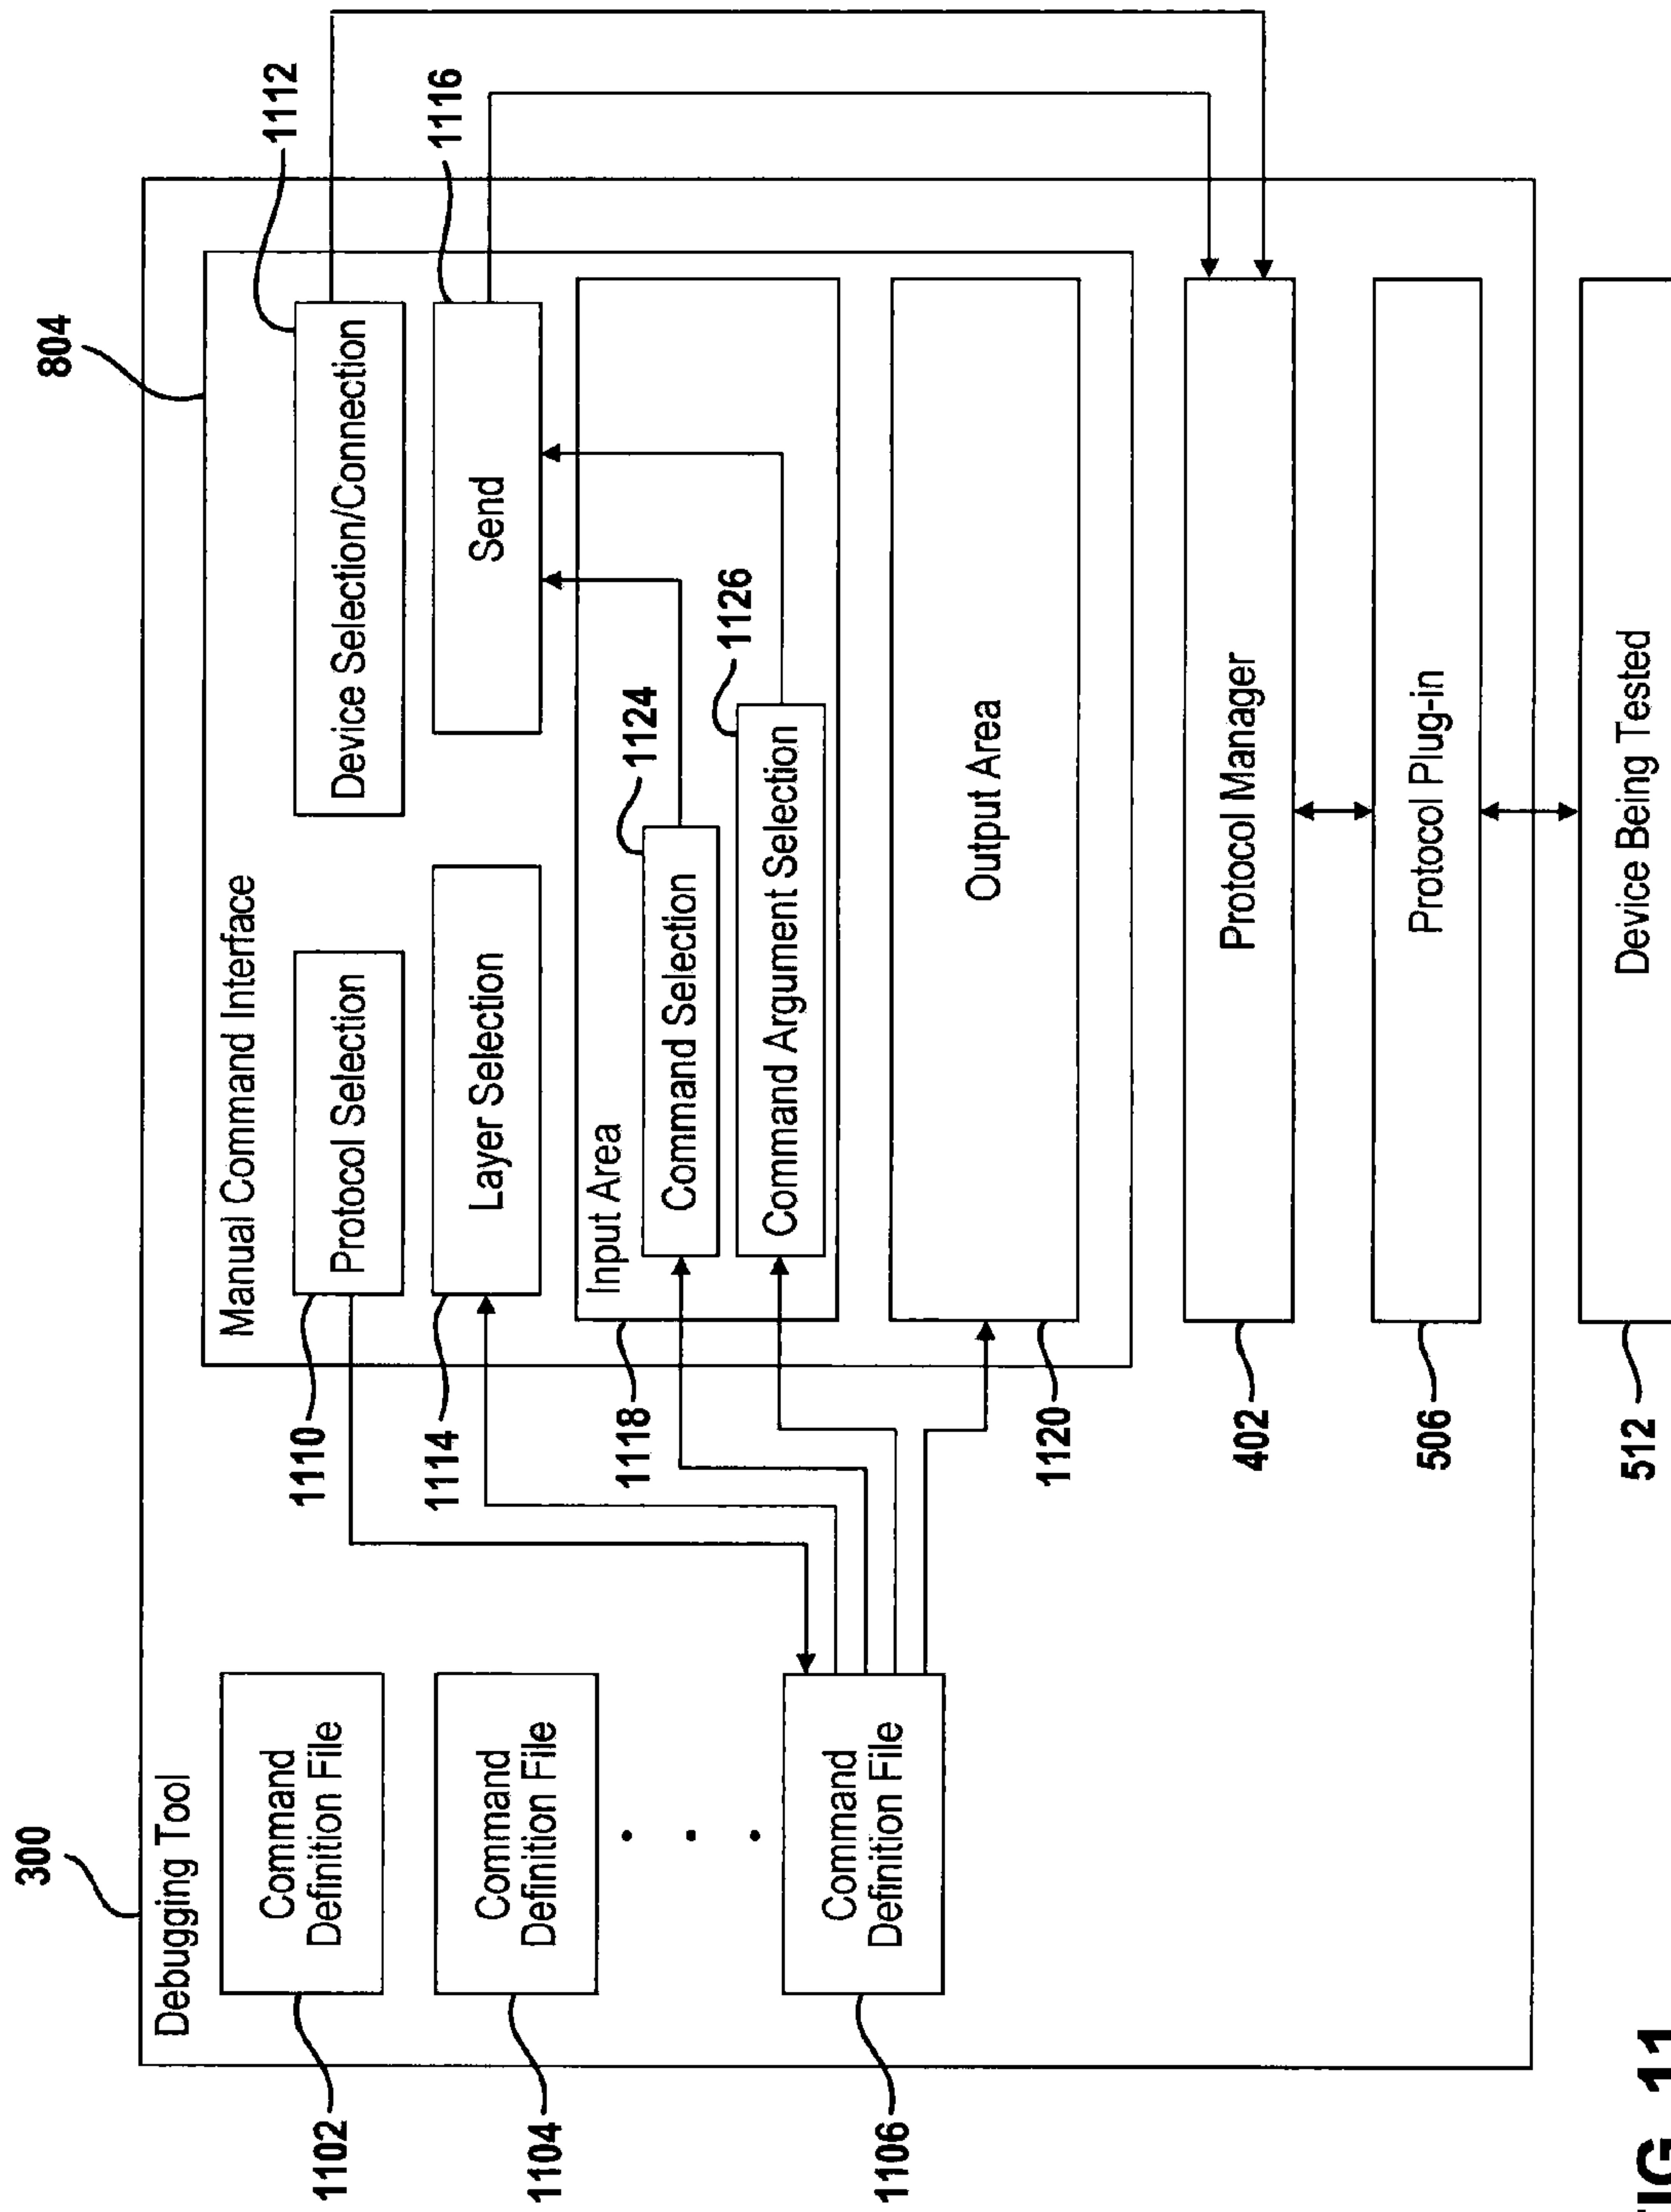 300
Debugging Tool
804
Manual Command Interface
1102
Command
Definition File
1110
Protocol Selection
Device Selection/Connection
1112
1104
Command
Definition File
1114
Layer Selection
Send
1116
1118
Input Area
Command Selection
1124
Command Argument Selection
1126
1106
Command
Definition File
1120
Output Area
402
Protocol Manager
506
Protocol Plug-in
512
Device Being Tested
FIG 11